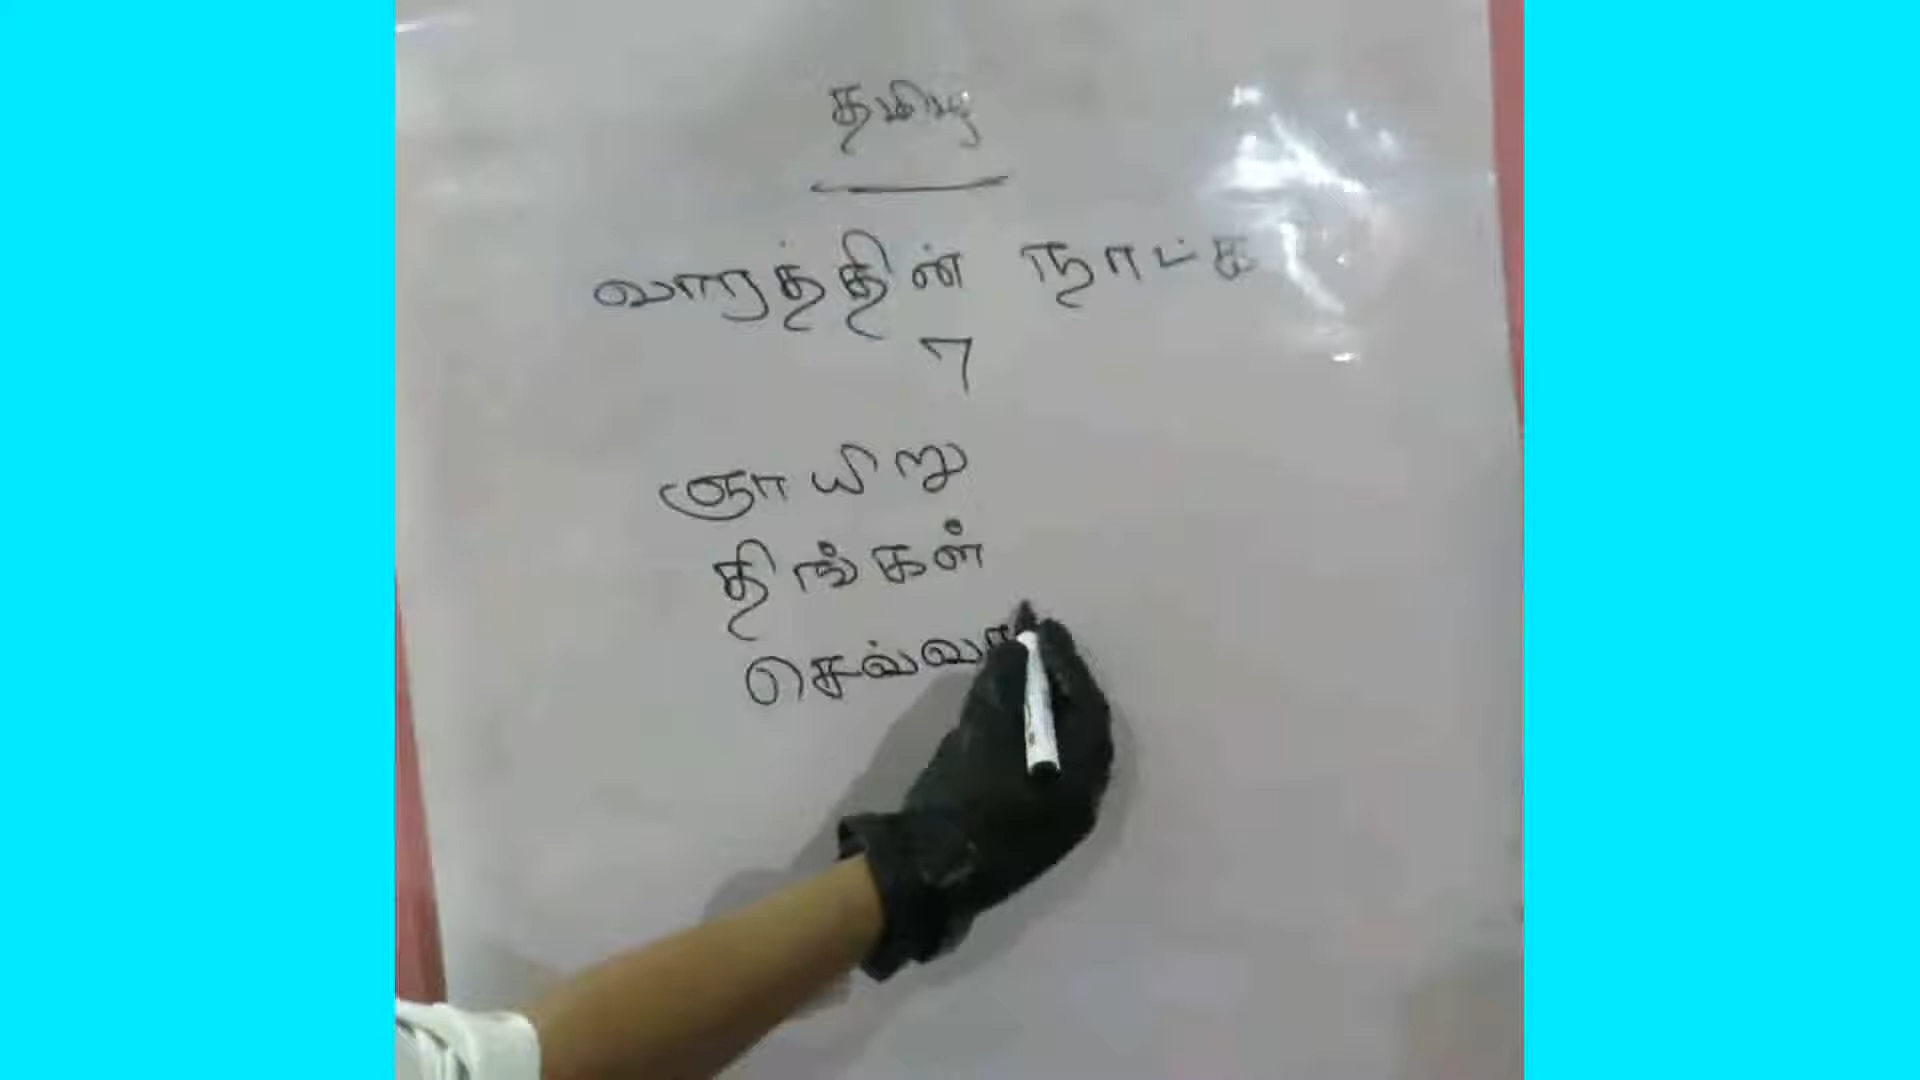 தமிழ்
வாரத்தின் நாட்க
7
ஞாயிறு
திங்கள்
செவ்வா